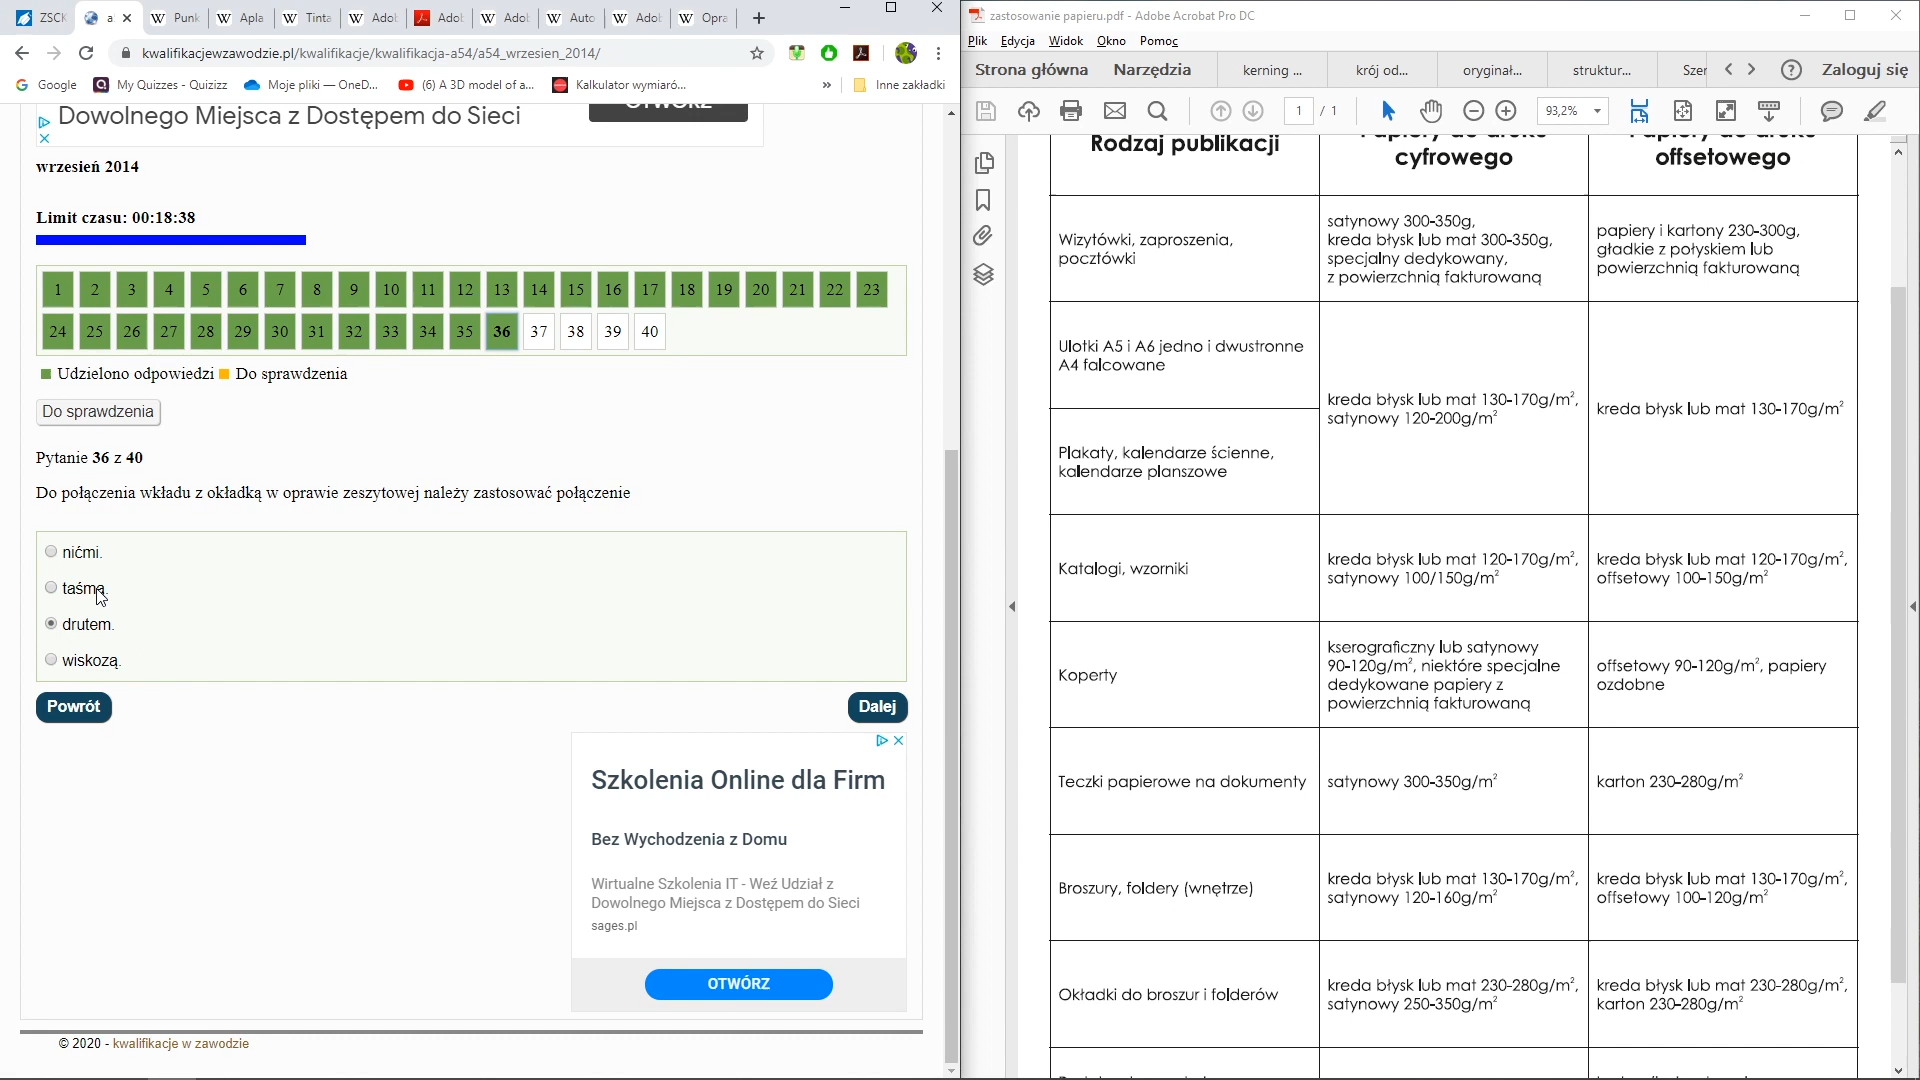 ZSCK
a
Punk
Apla
Tinta
Adob
Adob
Adob
Auto
Adob
Opra
kwalifikacjewzawodzie.pl/kwalifikacje/kwalifikacja-a54/a54_wrzesien_2014/
Google
My Quizzes - Quizizz
Moje pliki — OneD...
(6) A 3D model of a...
Kalkulator wymiaró...
»
Inne zakładki
Dowolnego Miejsca z Dostępem do Sieci
OTWÓRZ
wrzesień 2014
Limit czasu: 00:18:38
1 2 3 4 5 6 7 8 9 10 11 12 13 14 15 16 17 18 19 20 21 22 23
24 25 26 27 28 29 30 31 32 33 34 35 36 37 38 39 40
Udzielono odpowiedzi Do sprawdzenia
Do sprawdzenia
Pytanie 36 z 40
Do połączenia wkładu z okładką w oprawie zeszytowej należy zastosować połączenie
nićmi.
taśmą.
drutem.
wiskozą.
Powrót
Dalej
Szkolenia Online dla Firm
Bez Wychodzenia z Domu
Wirtualne Szkolenia IT - Weź Udział z
Dowolnego Miejsca z Dostępem do Sieci
sages.pl
OTWÓRZ
© 2020 - kwalifikacje w zawodzie
zastosowanie papieru.pdf - Adobe Acrobat Pro DC
Plik Edycja Widok Okno Pomoc
Strona główna Narzędzia kerning ... krój od... oryginał... struktur... Szer Zaloguj się
1 / 1
93,2%
Rodzaj publikacji
cyfrowego
offsetowego
Wizytówki, zaproszenia,
pocztówki
satynowy 300-350g,
kreda błysk lub mat 300-350g,
specjalny dedykowany,
z powierzchnią fakturowaną
papiery i kartony 230-300g,
gładkie z połyskiem lub
powierzchnią fakturowaną
Ulotki A5 i A6 jedno i dwustronne
A4 falcowane
kreda błysk lub mat 130-170g/m²,
satynowy 120-200g/m²
kreda błysk lub mat 130-170g/m²
Plakaty, kalendarze ścienne,
kalendarze planszowe
Katalogi, wzorniki
kreda błysk lub mat 120-170g/m²,
satynowy 100/150g/m²
kreda błysk lub mat 120-170g/m²,
offsetowy 100-150g/m²
Koperty
kserograficzny lub satynowy
90-120g/m², niektóre specjalne
dedykowane papiery z
powierzchnią fakturowaną
offsetowy 90-120g/m², papiery
ozdobne
Teczki papierowe na dokumenty
satynowy 300-350g/m²
karton 230-280g/m²
Broszury, foldery (wnętrze)
kreda błysk lub mat 130-170g/m²,
satynowy 120-160g/m²
kreda błysk lub mat 130-170g/m²,
offsetowy 100-120g/m²
Okładki do broszur i folderów
kreda błysk lub mat 230-280g/m²,
satynowy 250-350g/m²
kreda błysk lub mat 230-280g/m²,
karton 230-280g/m²